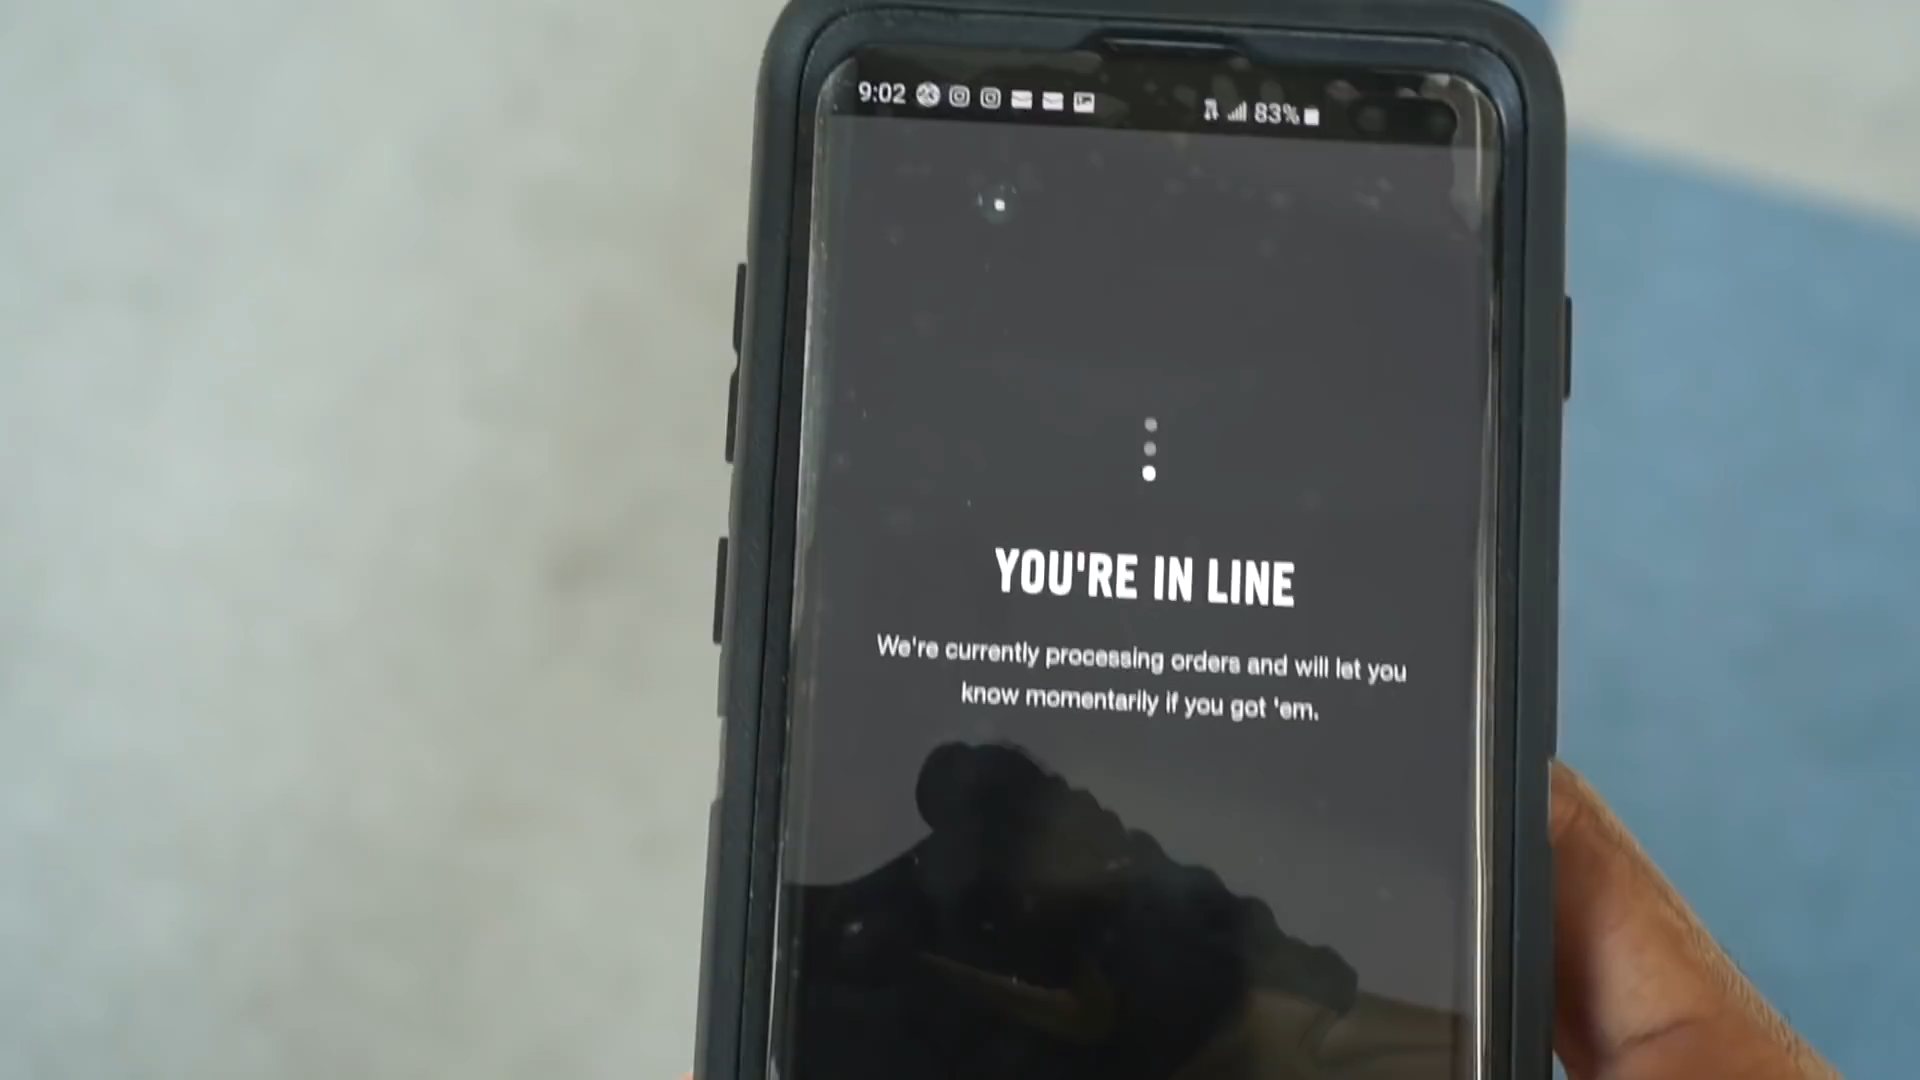 9:02 23 83%
YOU'RE IN LINE
We're currently processing orders and will let you
know momentarily if you got 'em.